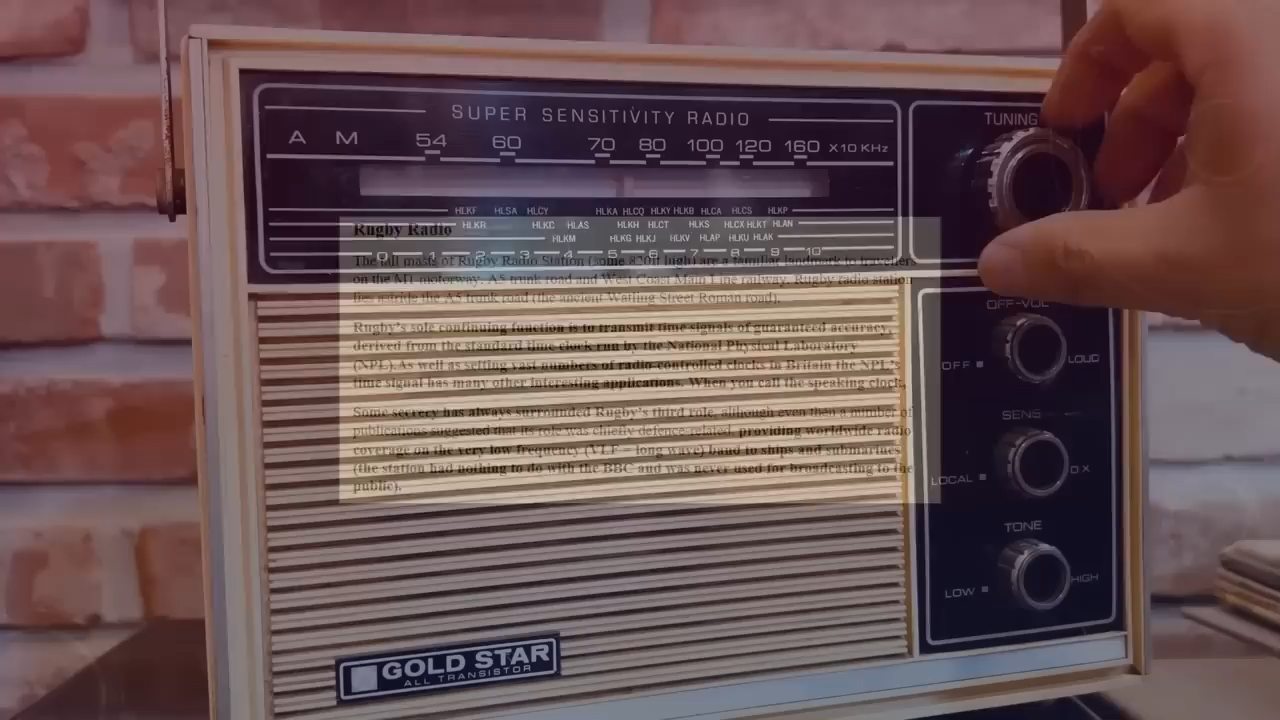 SUPER SENSITIVITY RADIO
TUNING
A M 54 60 70 80 100 120 160 X10 KHz
HLKF HLSA HLCY HLKA HLCQ HLKY HLKB HLCA HLCS HLKP
HLKR HLKC HLAS HLKH HLCT HLKS HLCX HLKT HLAN
HLKM HLKG HLKJ HLKV HLAP HLKU HLAK
0 2 3 4 5 6 7 8 9 10
Rugby Radio
The tall masts of Rugby Radio Station (some 820ft high) are a familiar landmark to travellers
on the M1 motorway, A5 trunk road and West Coast Main Line railway. Rugby radio station
lies astride the A5 trunk road (the ancient Watling Street Roman road).
Rugby's sole continuing function is to transmit time signals of guaranteed accuracy,
derived from the standard time clock run by the National Physical Laboratory
(NPL).As well as setting vast numbers of radio-controlled clocks in Britain the NPL's
time signal has many other interesting applications. When you call the speaking clock,
Some secrecy has always surrounded Rugby's third role, although even then a number of
publications suggested that its role was chiefly defence-related, providing worldwide radio
coverage on the very low frequency (VLF – long wave) band to ships and submarines
(the station had nothing to do with the BBC and was never used for broadcasting to the
public).
OFF-VOL
OFF LOUD
SENS
LOCAL DX
TONE
LOW HIGH
GOLD STAR
ALL TRANSISTOR